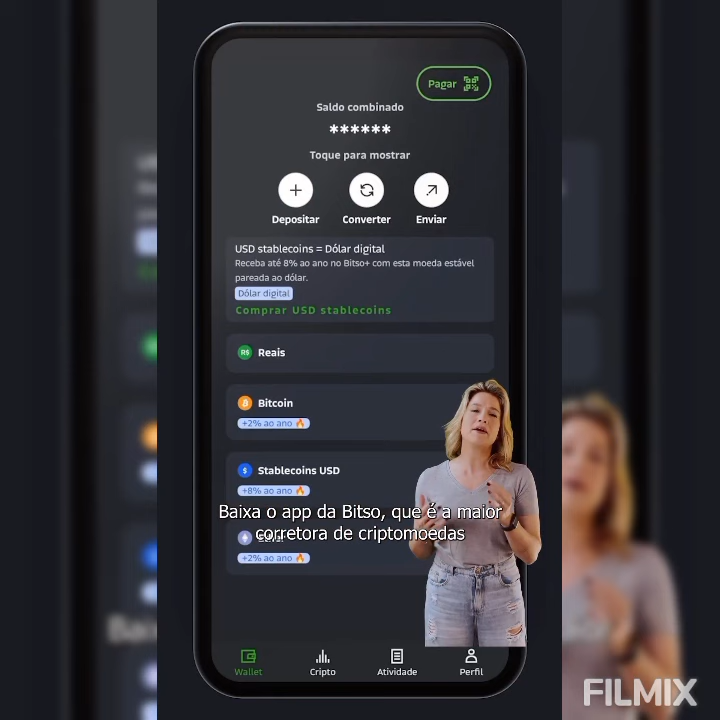 Pagar
Saldo combinado
******
Toque para mostrar
Depositar Converter Enviar
USD stablecoins = Dólar digital
Receba até 8% ao ano no Bitso+ com esta moeda estável
pareada ao dólar.
Dólar digital
Comprar USD stablecoins
R$ Reais
Bitcoin
+2% ao ano
Stablecoins USD
+8% ao ano
Baixa o app da Bitso, que é a maior
corretora de criptomoedas
+2% ao ano
Wallet Cripto Atividade Perfil
FILMIX